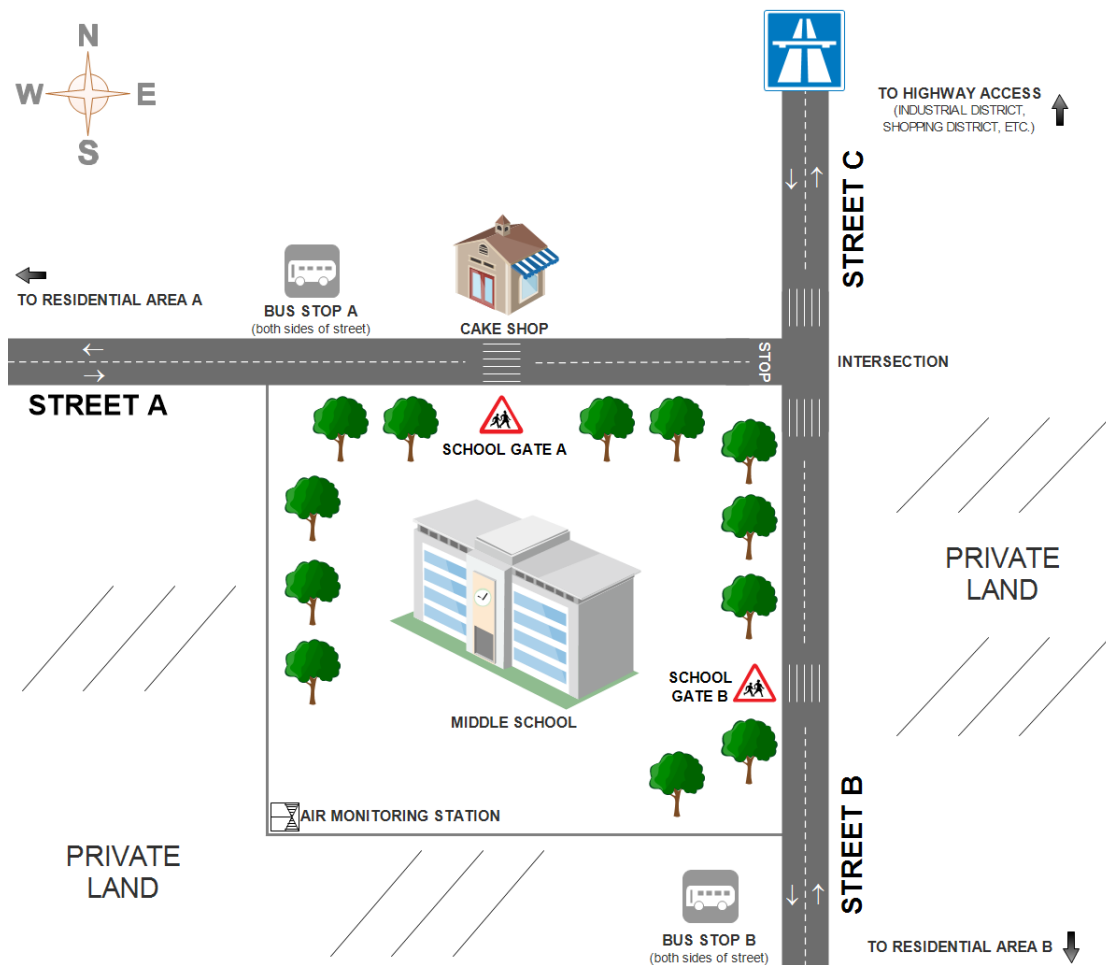 N
W
E
S
TO HIGHWAY ACCESS
(INDUSTRIAL DISTRICT,
SHOPPING DISTRICT, ETC.)
STREET C
TO RESIDENTIAL AREA A
BUS STOP A
(both sides of street)
CAKE SHOP
STOP
INTERSECTION
STREET A
SCHOOL GATE A
PRIVATE
LAND
SCHOOL
GATE B
MIDDLE SCHOOL
AIR MONITORING STATION
STREET B
PRIVATE
LAND
BUS STOP B
(both sides of street)
TO RESIDENTIAL AREA B